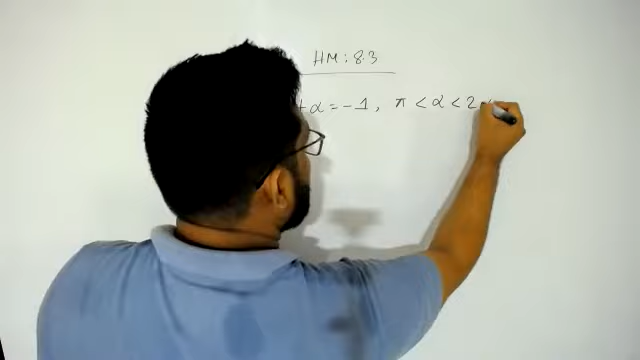 HM: 8.3
α = -1, π < α < 2